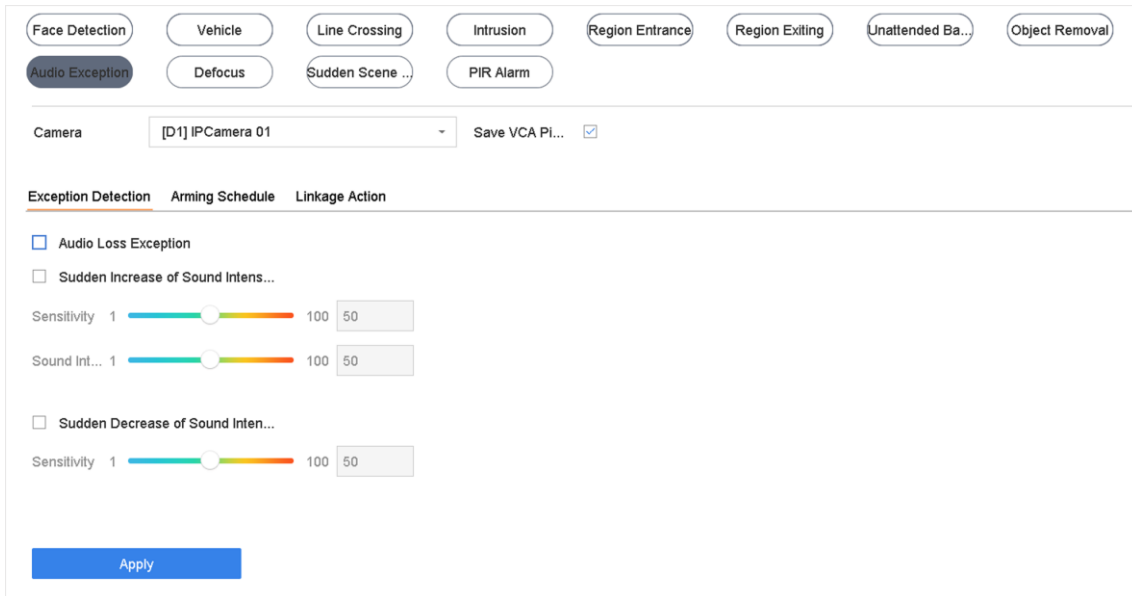 Face Detection Vehicle Line Crossing Intrusion Region Entrance Region Exiting Unattended Ba... Object Removal
Audio Exception Defocus Sudden Scene ... PIR Alarm
Camera [D1] IPCamera 01 Save VCA Pi...
Exception Detection Arming Schedule Linkage Action
Audio Loss Exception
Sudden Increase of Sound Intens...
Sensitivity 1 100 50
Sound Int... 1 100 50
Sudden Decrease of Sound Inten...
Sensitivity 1 100 50
Apply